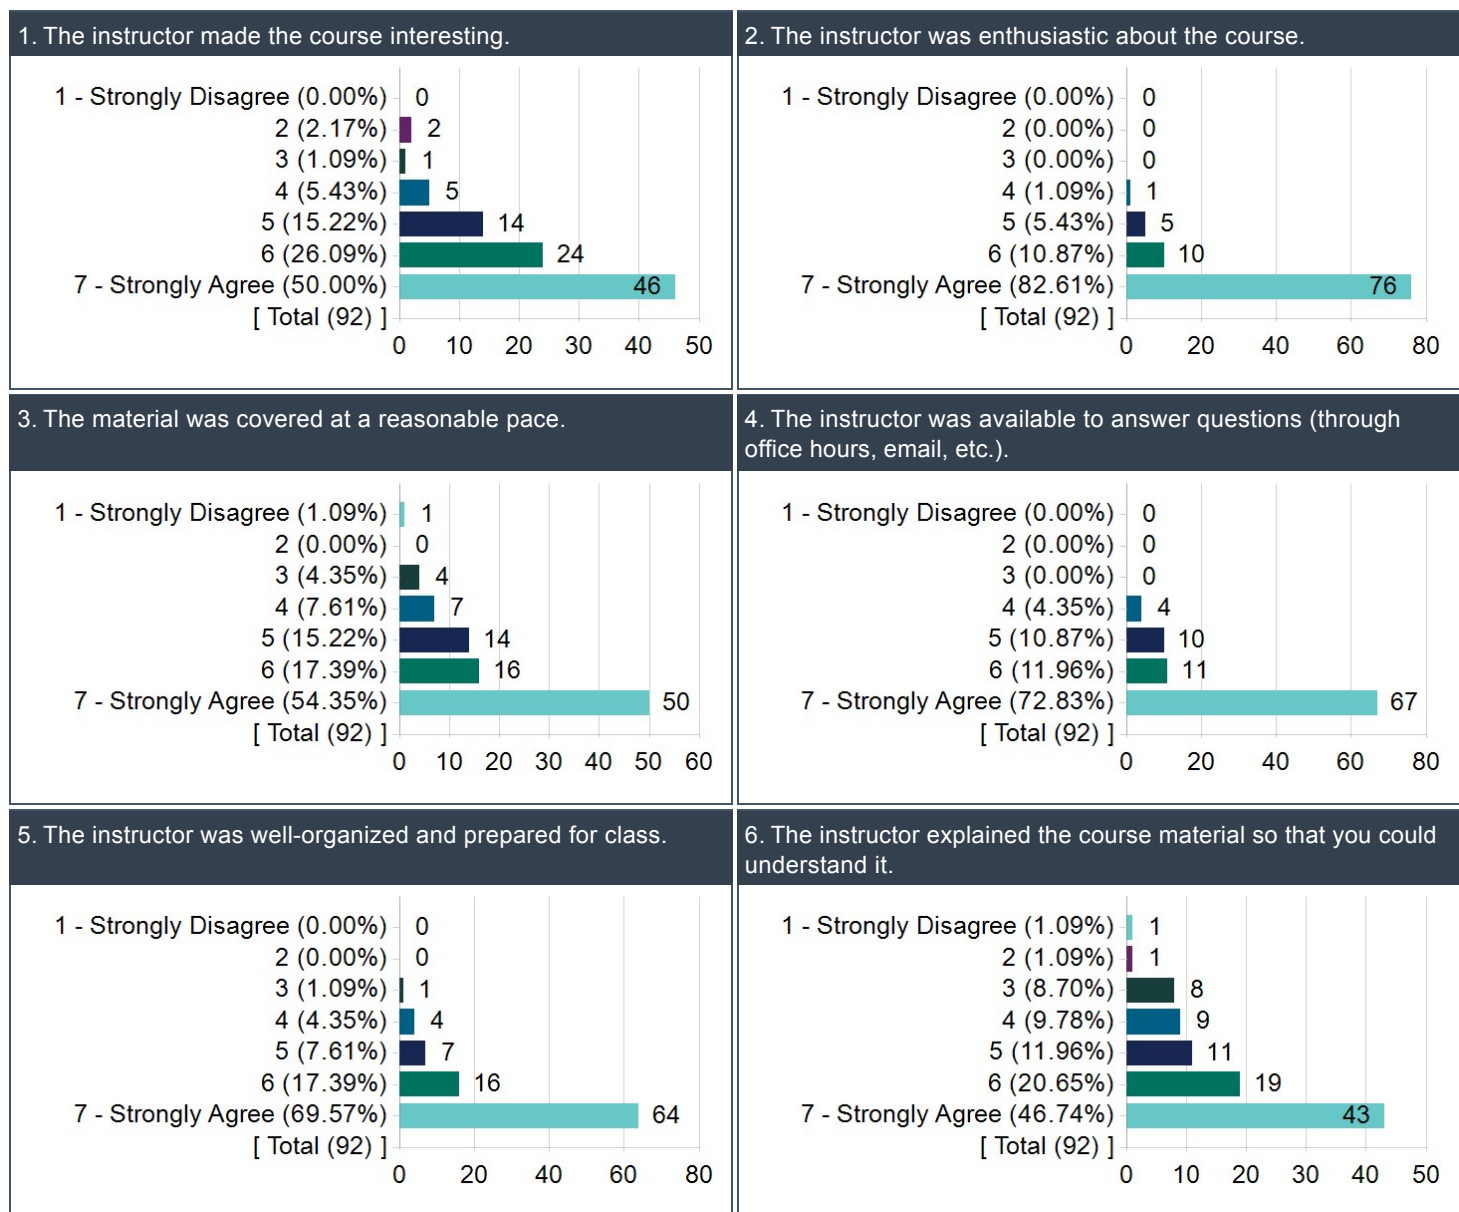 1. The instructor made the course interesting.
1 - Strongly Disagree (0.00%) 0
2 (2.17%) 2
3 (1.09%) 1
4 (5.43%) 5
5 (15.22%) 14
6 (26.09%) 24
7 - Strongly Agree (50.00%) 46
[ Total (92) ]
0 10 20 30 40 50
2. The instructor was enthusiastic about the course.
1 - Strongly Disagree (0.00%) 0
2 (0.00%) 0
3 (0.00%) 0
4 (1.09%) 1
5 (5.43%) 5
6 (10.87%) 10
7 - Strongly Agree (82.61%) 76
[ Total (92) ]
0 20 40 60 80
3. The material was covered at a reasonable pace.
1 - Strongly Disagree (1.09%) 1
2 (0.00%) 0
3 (4.35%) 4
4 (7.61%) 7
5 (15.22%) 14
6 (17.39%) 16
7 - Strongly Agree (54.35%) 50
[ Total (92) ]
0 10 20 30 40 50 60
4. The instructor was available to answer questions (through
office hours, email, etc.).
1 - Strongly Disagree (0.00%) 0
2 (0.00%) 0
3 (0.00%) 0
4 (4.35%) 4
5 (10.87%) 10
6 (11.96%) 11
7 - Strongly Agree (72.83%) 67
[ Total (92) ]
0 20 40 60 80
5. The instructor was well-organized and prepared for class.
1 - Strongly Disagree (0.00%) 0
2 (0.00%) 0
3 (1.09%) 1
4 (4.35%) 4
5 (7.61%) 7
6 (17.39%) 16
7 - Strongly Agree (69.57%) 64
[ Total (92) ]
0 20 40 60 80
6. The instructor explained the course material so that you could
understand it.
1 - Strongly Disagree (1.09%) 1
2 (1.09%) 1
3 (8.70%) 8
4 (9.78%) 9
5 (11.96%) 11
6 (20.65%) 19
7 - Strongly Agree (46.74%) 43
[ Total (92) ]
0 10 20 30 40 50